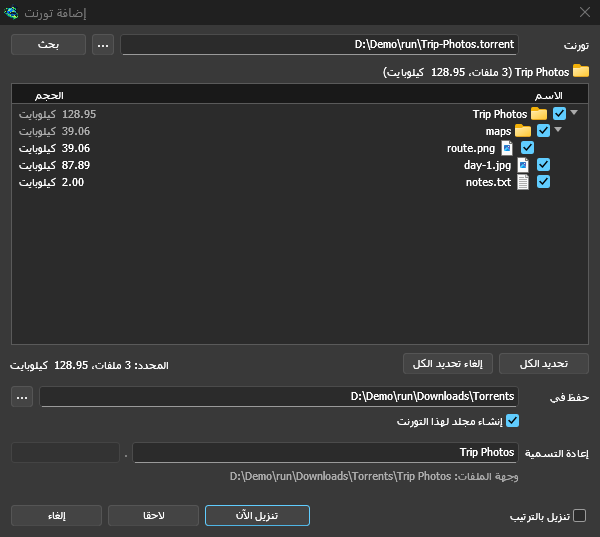 إضافة تورنت
تورنت D:\Demo\run\Trip-Photos.torrent ... بحث
Trip Photos (3 ملفات، 128.95 كيلوبايت)
الاسم الحجم
Trip Photos 128.95 كيلوبايت
maps 39.06 كيلوبايت
route.png 39.06 كيلوبايت
day-1.jpg 87.89 كيلوبايت
notes.txt 2.00 كيلوبايت
تحديد الكل إلغاء تحديد الكل المحدد: 3 ملفات، 128.95 كيلوبايت
حفظ في D:\Demo\run\Downloads\Torrents ...
إنشاء مجلد لهذا التورنت
إعادة التسمية Trip Photos .
وجهة الملفات: D:\Demo\run\Downloads\Torrents\Trip Photos
تنزيل بالترتيب تنزيل الآن لاحقا إلغاء